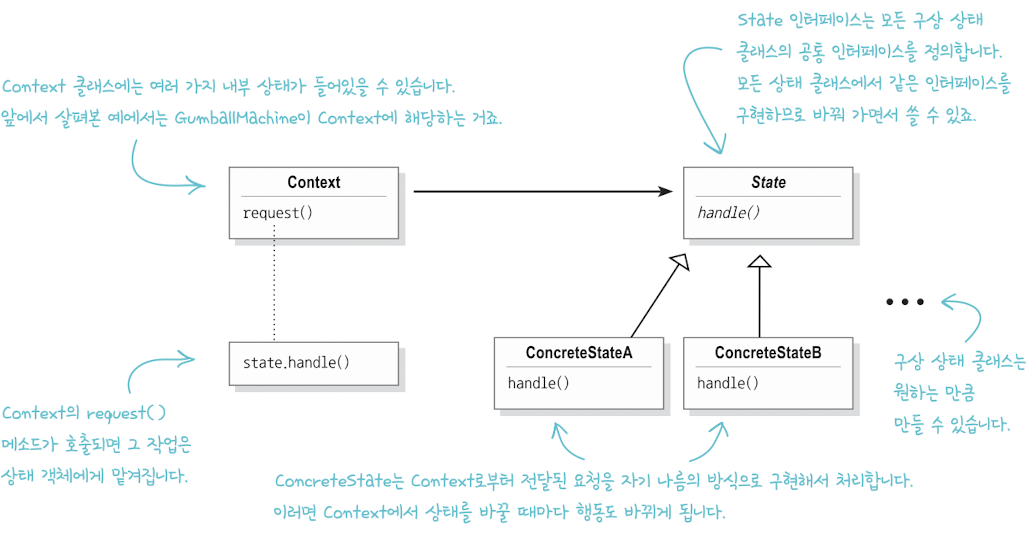 State 인터페이스는 모든 구상 상태
클래스의 공통 인터페이스를 정의합니다.
모든 상태 클래스에서 같은 인터페이스를
구현하므로 바꿔 가면서 쓸 수 있죠.
Context 클래스에는 여러 가지 내부 상태가 들어있을 수 있습니다.
앞에서 살펴본 예에서는 GumballMachine이 Context에 해당하는 거죠.
Context
request()
State
handle()
state.handle()
ConcreteStateA
handle()
ConcreteStateB
handle()
구상 상태 클래스는
원하는 만큼
만들 수 있습니다.
Context의 request()
메소드가 호출되면 그 작업은
상태 객체에게 맡겨집니다.
ConcreteState는 Context로부터 전달된 요청을 자기 나름의 방식으로 구현해서 처리합니다.
이러면 Context에서 상태를 바꿀 때마다 행동도 바뀌게 됩니다.